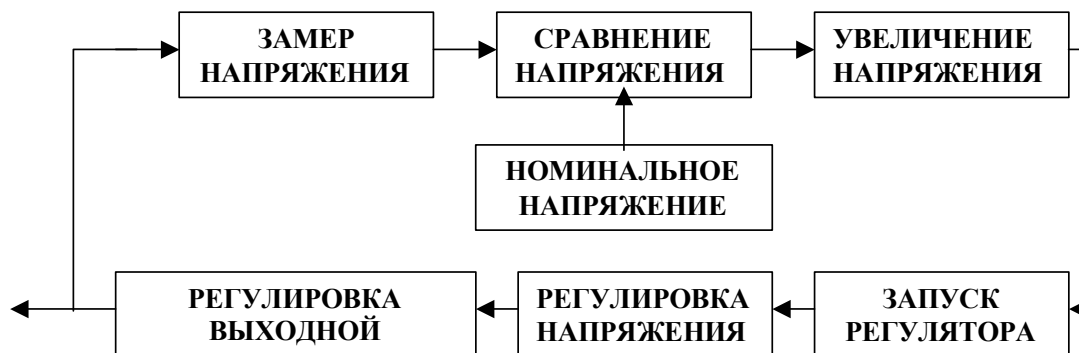 ЗАМЕР
НАПРЯЖЕНИЯ
СРАВНЕНИЕ
НАПРЯЖЕНИЯ
УВЕЛИЧЕНИЕ
НАПРЯЖЕНИЯ
НОМИНАЛЬНОЕ
НАПРЯЖЕНИЕ
РЕГУЛИРОВКА
ВЫХОДНОЙ
РЕГУЛИРОВКА
НАПРЯЖЕНИЯ
ЗАПУСК
РЕГУЛЯТОРА